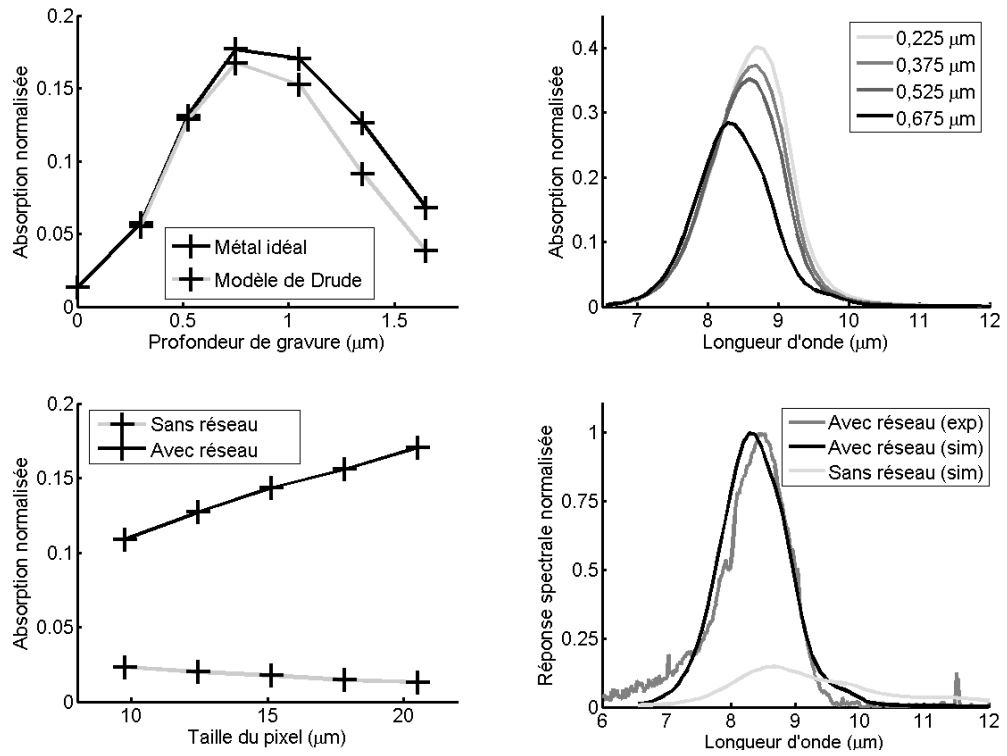 Absorption normalisée
0.2
0.15
0.1
0.05
0
0
0.5
1
1.5
Profondeur de gravure (μm)
Métal idéal
Modèle de Drude
Absorption normalisée
0.4
0.3
0.2
0.1
0
7
8
9
10
11
12
Longueur d'onde (μm)
0,225 μm
0,375 μm
0,525 μm
0,675 μm
Absorption normalisée
0.2
0.15
0.1
0.05
0
10
15
20
Taille du pixel (μm)
Sans réseau
Avec réseau
Réponse spectrale normalisée
1
0.75
0.5
0.25
0
6
7
8
9
10
11
12
Longueur d'onde (μm)
Avec réseau (exp)
Avec réseau (sim)
Sans réseau (sim)